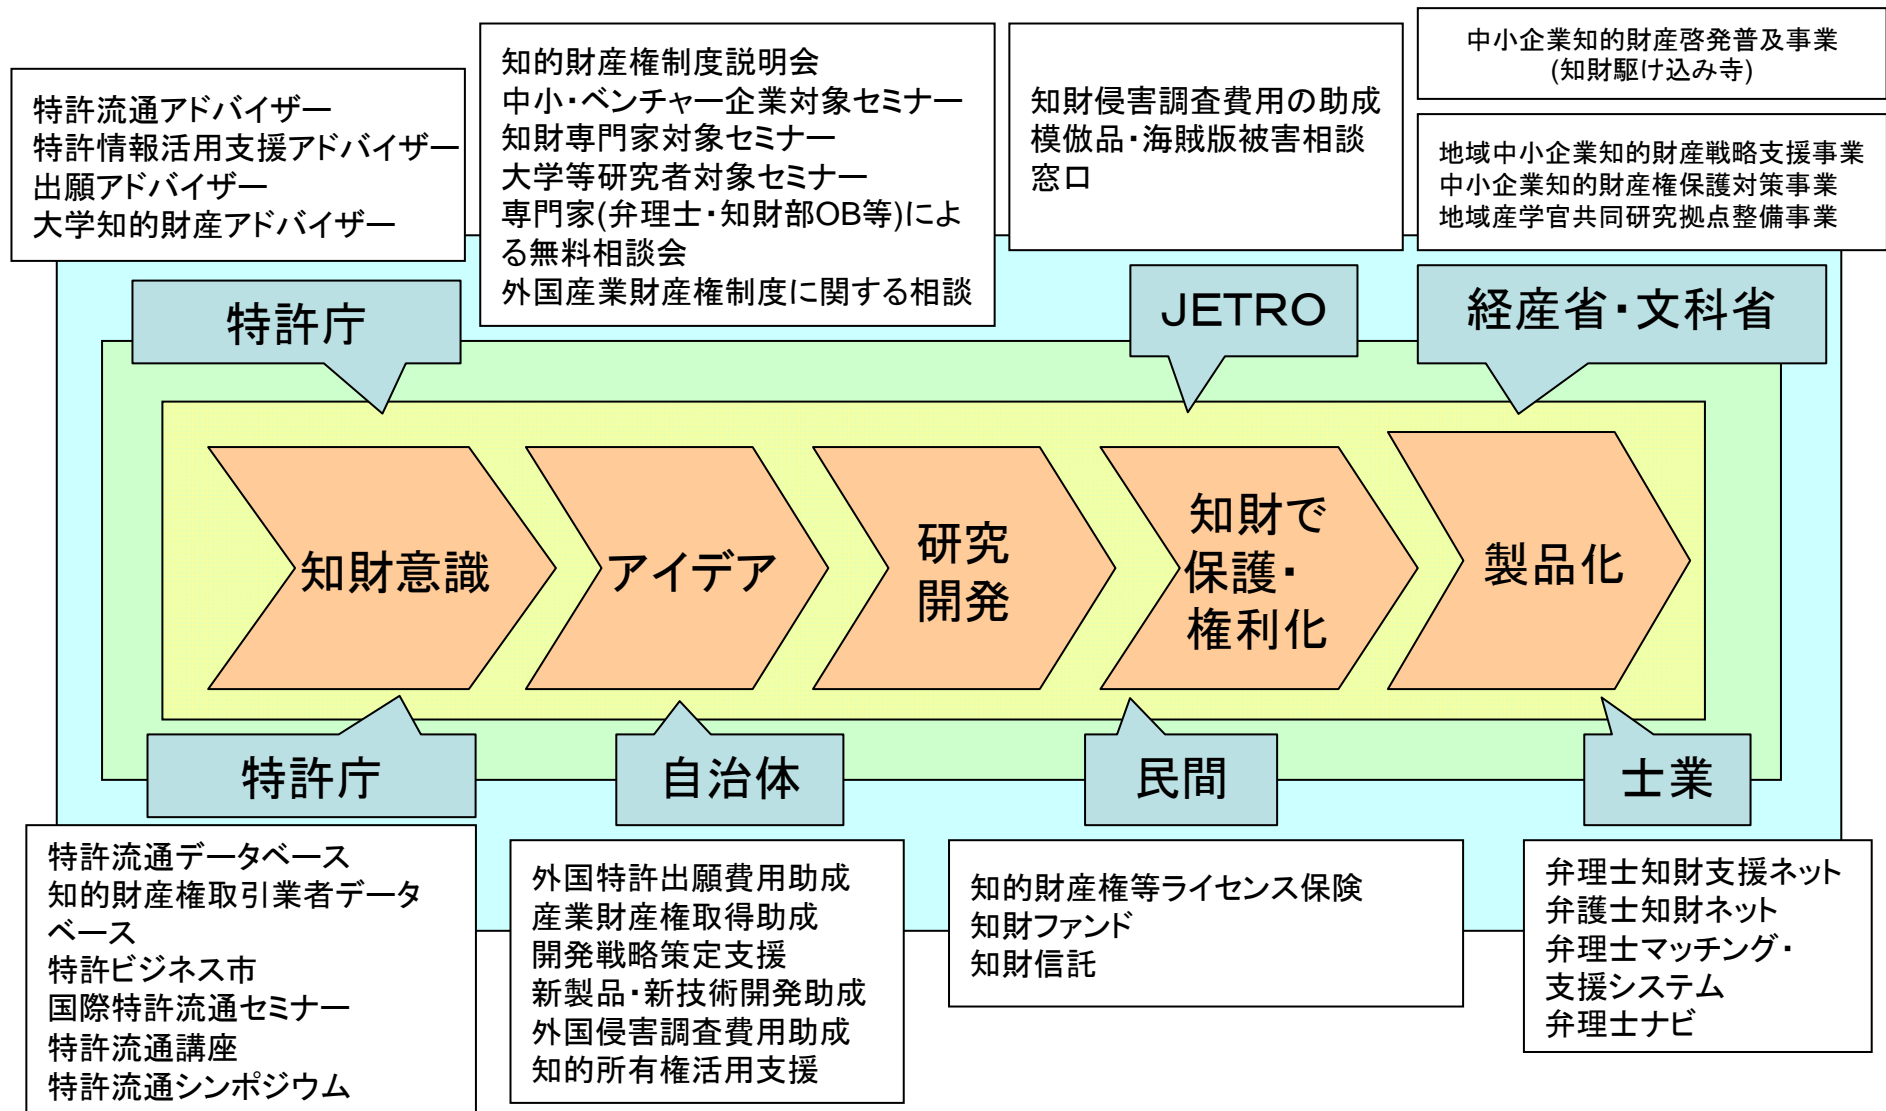 特許流通アドバイザー
特許情報活用支援アドバイザー
出願アドバイザー
大学知的財産アドバイザー
知的財産権制度説明会
中小・ベンチャー企業対象セミナー
知財専門家対象セミナー
大学等研究者対象セミナー
専門家(弁理士・知財部OB等)によ
る無料相談会
外国産業財産権制度に関する相談
知財侵害調査費用の助成
模倣品・海賊版被害相談
窓口
中小企業知的財産啓発普及事業
(知財駆け込み寺)
地域中小企業知的財産戦略支援事業
中小企業知的財産権保護対策事業
地域産学官共同研究拠点整備事業
特許庁
JETRO
経産省・文科省
知財意識
アイデア
研究
開発
知財で
保護・
権利化
製品化
特許庁
自治体
民間
士業
特許流通データベース
知的財産権取引業者データ
ベース
特許ビジネス市
国際特許流通セミナー
特許流通講座
特許流通シンポジウム
外国特許出願費用助成
産業財産権取得助成
開発戦略策定支援
新製品・新技術開発助成
外国侵害調査費用助成
知的所有権活用支援
知的財産権等ライセンス保険
知財ファンド
知財信託
弁理士知財支援ネット
弁護士知財ネット
弁理士マッチング・
支援システム
弁理士ナビ